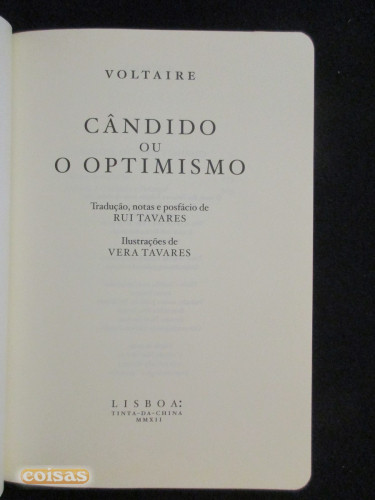 VOLTAIRE
CÂNDIDO
OU
O OPTIMISMO
Tradução, notas e posfácio de
RUI TAVARES
Ilustrações de
VERA TAVARES
LISBOA:
TINTA-DA-CHINA
MMXII
coisas